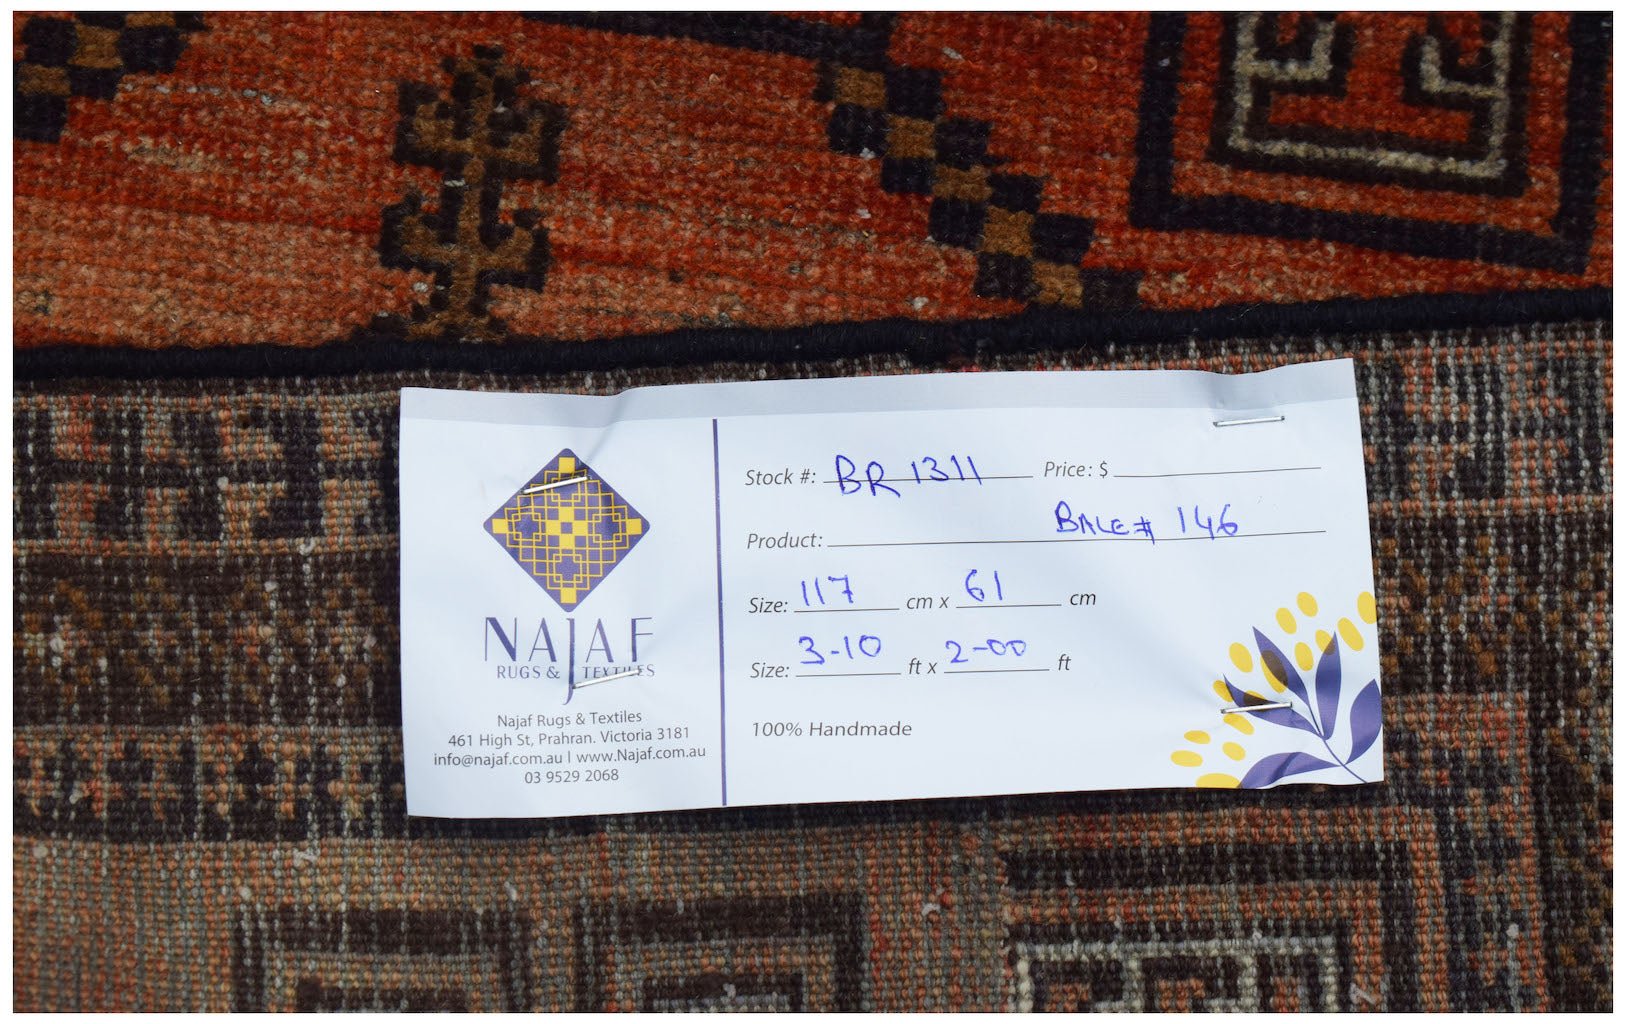 NAJAF
RUGS & TEXTILES
Najaf Rugs & Textiles
461 High St, Prahran. Victoria 3181
info@najaf.com.au | www.Najaf.com.au
03 9529 2068
Stock #: BR 1311 Price: $
Product: BALE# 146
Size: 117 cm x 61 cm
Size: 3-10 ft x 2-00 ft
100% Handmade